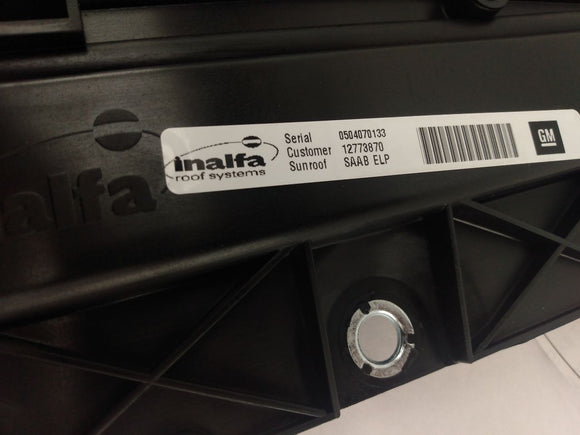 inalfa
roof systems
Serial 0504070133
Customer 12773870
Sunroof SAAB ELP
GM
alfa